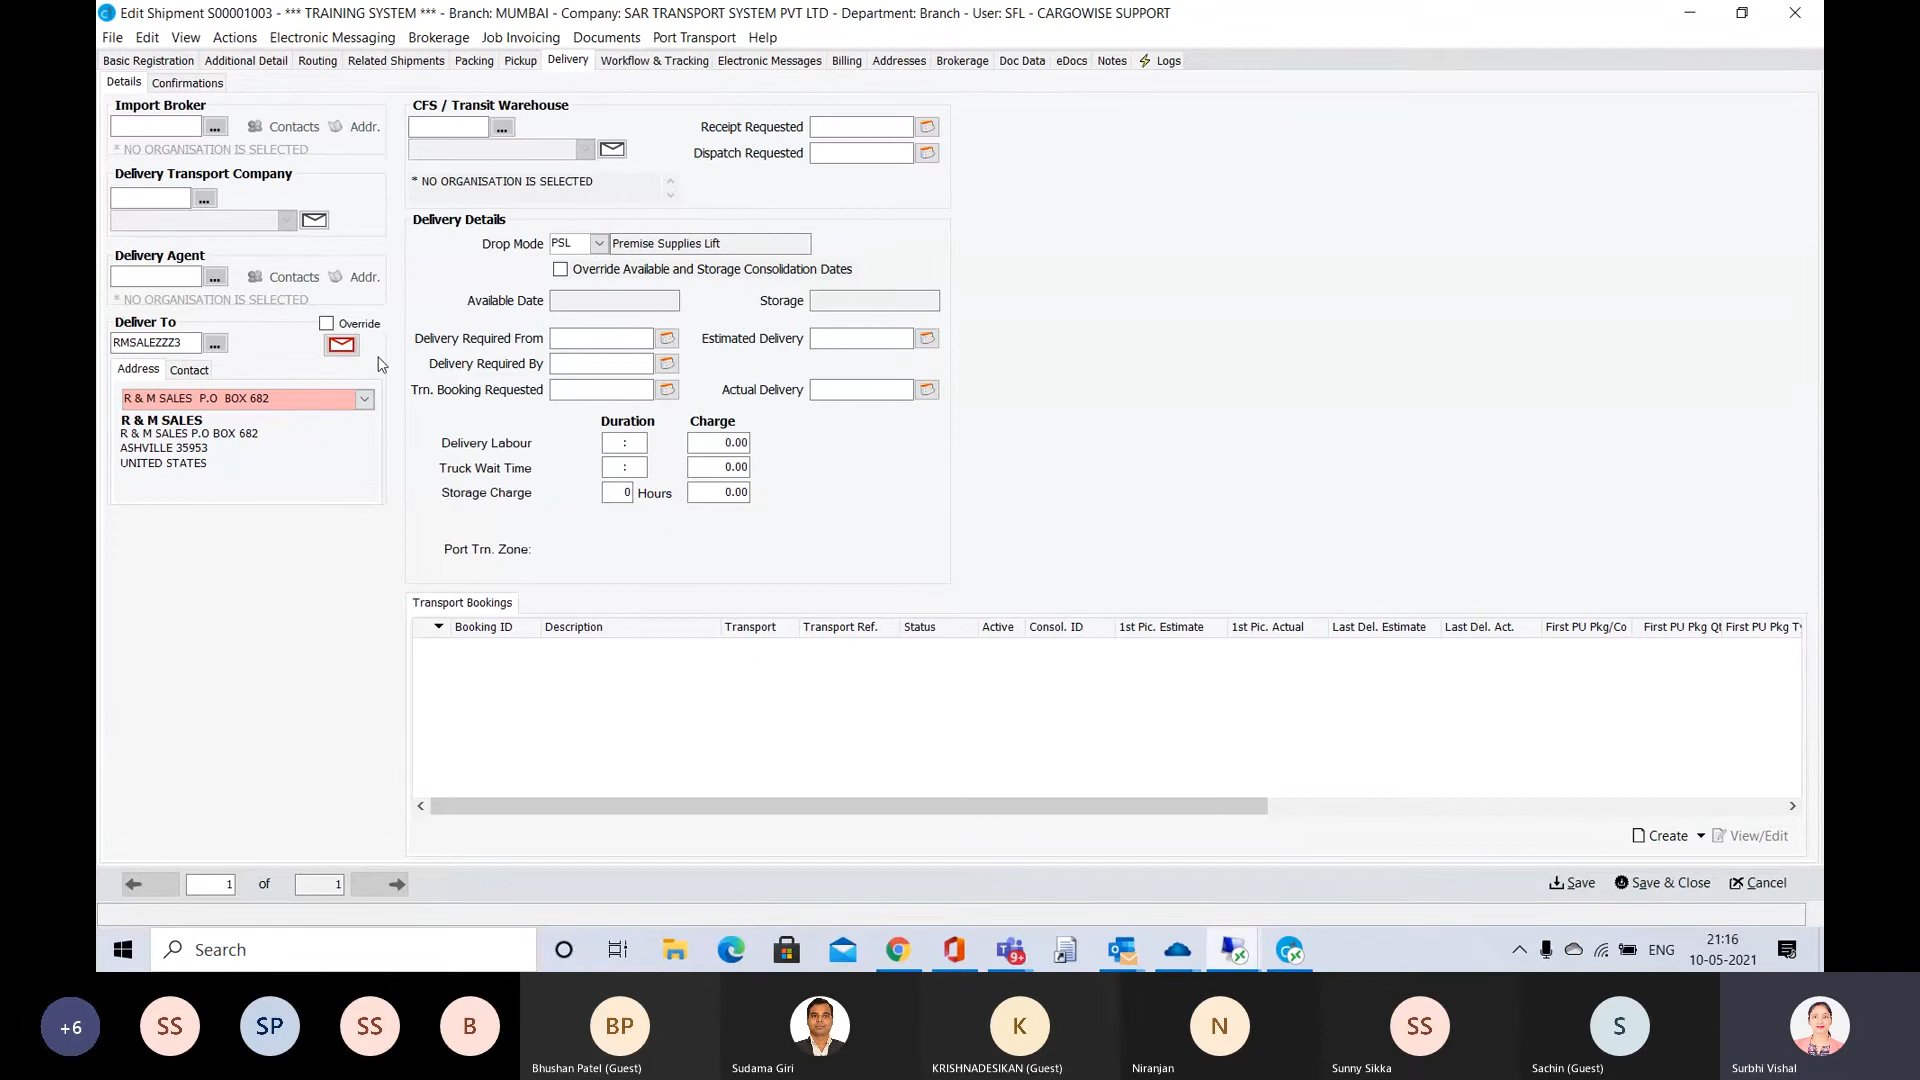 Edit Shipment S00001003 - *** TRAINING SYSTEM *** - Branch: MUMBAI - Company: SAR TRANSPORT SYSTEM PVT LTD - Department: Branch - User: SFL - CARGOWISE SUPPORT
File Edit View Actions Electronic Messaging Brokerage Job Invoicing Documents Port Transport Help
Basic Registration Additional Detail Routing Related Shipments Packing Pickup Delivery Workflow & Tracking Electronic Messages Billing Addresses Brokerage Doc Data eDocs Notes Logs
Details Confirmations
Import Broker
... Contacts Addr.
* NO ORGANISATION IS SELECTED
Delivery Transport Company
...
Delivery Agent
... Contacts Addr.
* NO ORGANISATION IS SELECTED
Deliver To Override
RMSALEZZZ3 ...
Address Contact
R & M SALES P.O BOX 682
R & M SALES
R & M SALES P.O BOX 682
ASHVILLE 35953
UNITED STATES
CFS / Transit Warehouse
... Receipt Requested
Dispatch Requested
* NO ORGANISATION IS SELECTED
Delivery Details
Drop Mode PSL Premise Supplies Lift
Override Available and Storage Consolidation Dates
Available Date Storage
Delivery Required From Estimated Delivery
Delivery Required By
Trn. Booking Requested Actual Delivery
Duration Charge
Delivery Labour : 0.00
Truck Wait Time : 0.00
Storage Charge 0 Hours 0.00
Port Trn. Zone:
Transport Bookings
Booking ID Description Transport Transport Ref. Status Active Consol. ID 1st Pic. Estimate 1st Pic. Actual Last Del. Estimate Last Del. Act. First PU Pkg/Co First PU Pkg Qt First PU Pkg Ty
Create View/Edit
1 of 1
Save Save & Close Cancel
Search
9+
ENG
21:16
10-05-2021
+6 SS SP SS B BP K N SS S
Bhushan Patel (Guest) Sudama Giri KRISHNADESIKAN (Guest) Niranjan Sunny Sikka Sachin (Guest) Surbhi Vishal